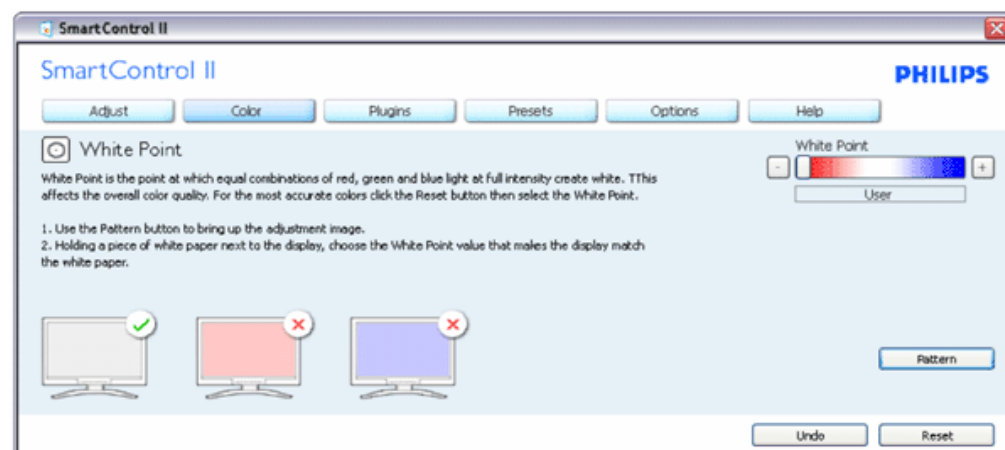 SmartControl II
SmartControl II
PHILIPS
Adjust
Color
Plugins
Presets
Options
Help
White Point
White Point is the point at which equal combinations of red, green and blue light at full intensity create white. TThis
affects the overall color quality. For the most accurate colors click the Reset button then select the White Point.
1. Use the Pattern button to bring up the adjustment image.
2. Holding a piece of white paper next to the display, choose the White Point value that makes the display match
the white paper.
White Point
- +
User
Pattern
Undo
Reset